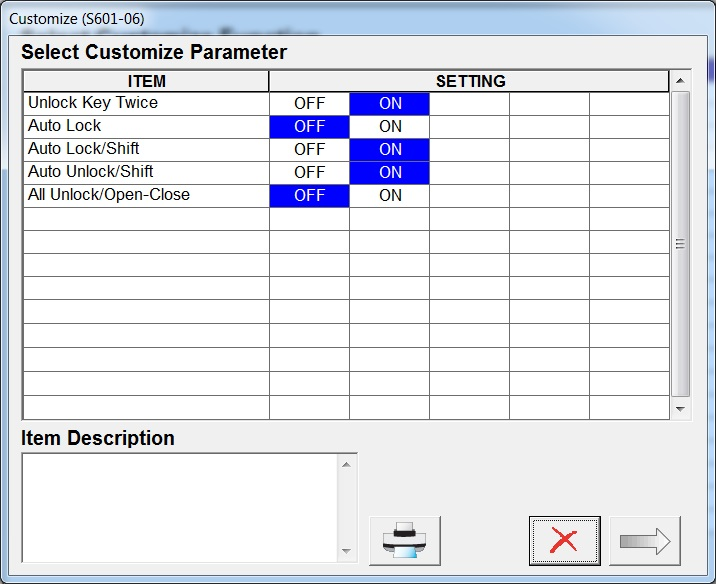 Customize (S601-06)
Select Customize Parameter
ITEM SETTING
Unlock Key Twice OFF ON
Auto Lock OFF ON
Auto Lock/Shift OFF ON
Auto Unlock/Shift OFF ON
All Unlock/Open-Close OFF ON
Item Description